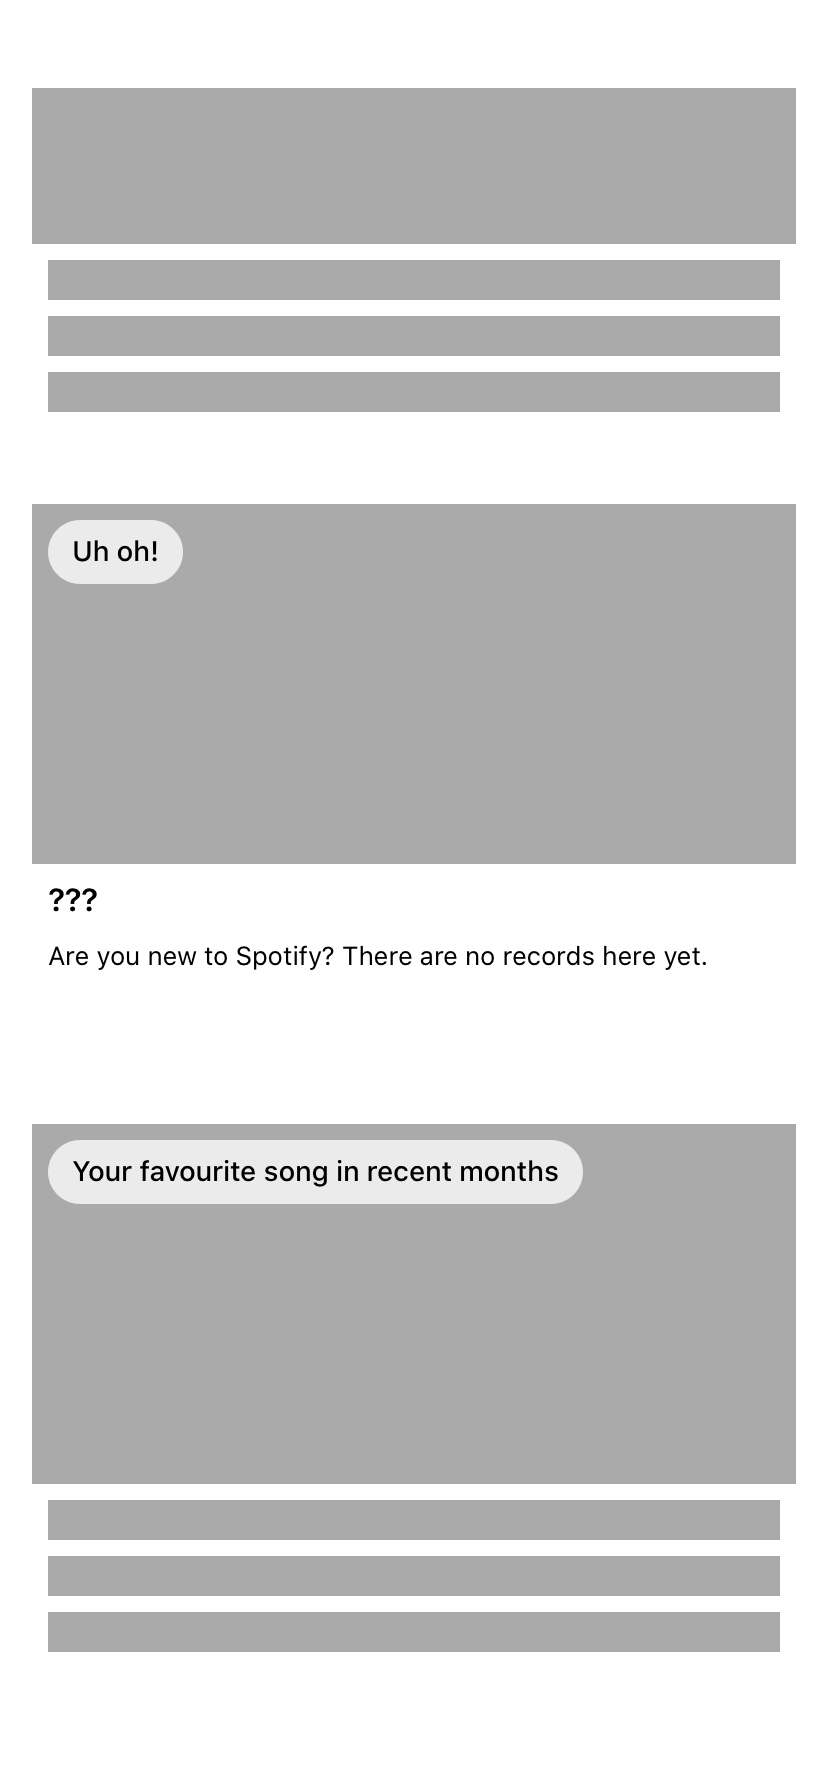 Uh oh!
???
Are you new to Spotify? There are no records here yet.
Your favourite song in recent months